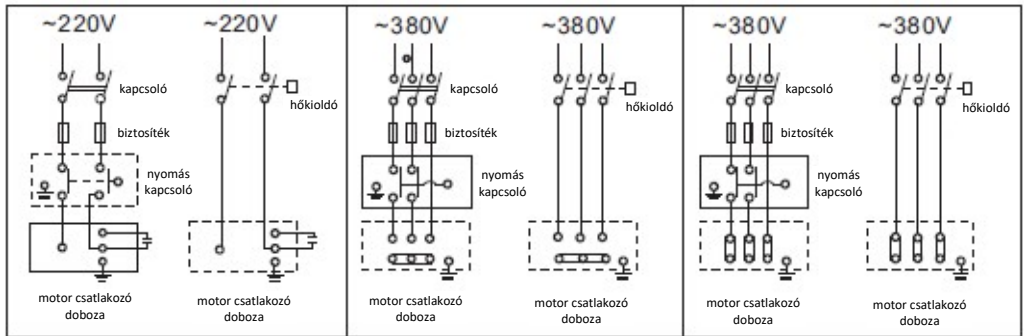 ~220V
~220V
kapcsoló
hőkioldó
biztosíték
nyomás
kapcsoló
motor csatlakozó
doboza
motor csatlakozó
doboza
~380V
~380V
kapcsoló
hőkioldó
biztosíték
nyomás
kapcsoló
motor csatlakozó
doboza
motor csatlakozó
doboza
~380V
~380V
kapcsoló
hőkioldó
biztosíték
nyomás
kapcsoló
motor csatlakozó
doboza
motor csatlakozó
doboza